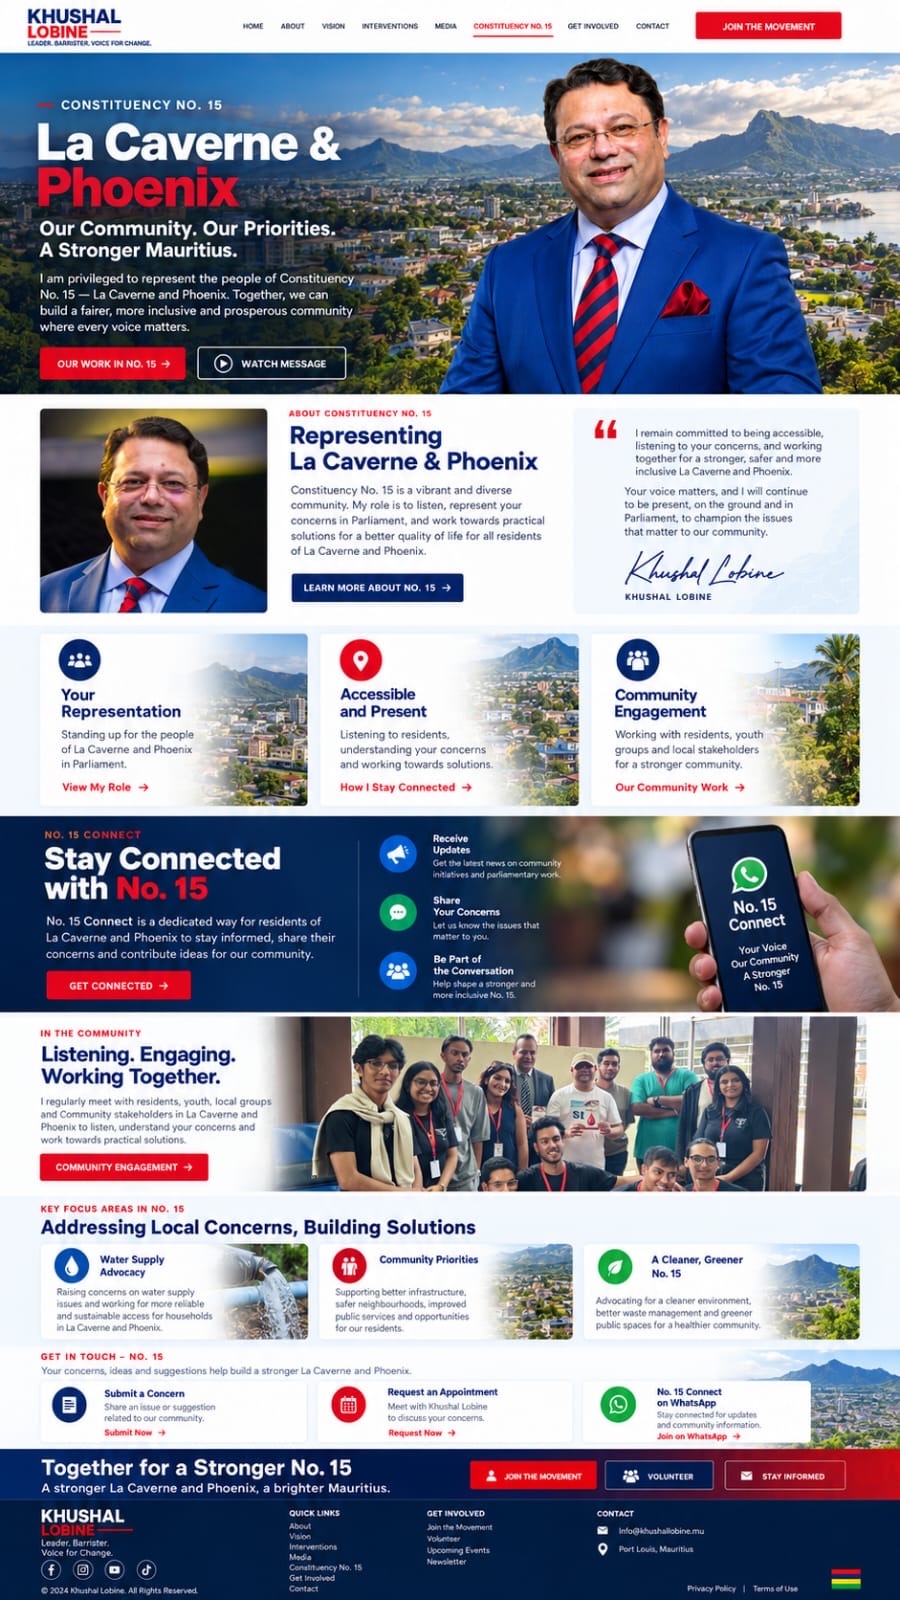 KHUSHAL
LOBINE
LEADER. BARRISTER. VOICE FOR CHANGE.
HOME
ABOUT
VISION
INTERVENTIONS
MEDIA
CONSTITUENCY NO. 15
GET INVOLVED
CONTACT
JOIN THE MOVEMENT
CONSTITUENCY NO. 15
La Caverne &
Phoenix
Our Community. Our Priorities.
A Stronger Mauritius.
I am privileged to represent the people of Constituency
No. 15 — La Caverne and Phoenix. Together, we can
build a fairer, more inclusive and prosperous community
where every voice matters.
OUR WORK IN NO. 15 →
WATCH MESSAGE
ABOUT CONSTITUENCY NO. 15
Representing
La Caverne & Phoenix
Constituency No. 15 is a vibrant and diverse
community. My role is to listen, represent your
concerns in Parliament, and work towards practical
solutions for a better quality of life for all residents
of La Caverne and Phoenix.
LEARN MORE ABOUT NO. 15 →
“
I remain committed to being accessible,
listening to your concerns, and working
together for a stronger, safer and more
inclusive La Caverne and Phoenix.
Your voice matters, and I will continue
to be present, on the ground and in
Parliament, to champion the issues
that matter to our community.
Khushal Lobine
KHUSHAL LOBINE
Your
Representation
Standing up for the people
of La Caverne and Phoenix
in Parliament.
View My Role →
Accessible
and Present
Listening to residents,
understanding your concerns
and working towards solutions.
How I Stay Connected →
Community
Engagement
Working with residents, youth
groups and local stakeholders
for a stronger community.
Our Community Work →
NO. 15 CONNECT
Stay Connected
with No. 15
No. 15 Connect is a dedicated way for residents of
La Caverne and Phoenix to stay informed, share their
concerns and contribute ideas for our community.
GET CONNECTED →
Receive
Updates
Get the latest news on community
initiatives and parliamentary work.
Share
Your Concerns
Let us know the issues that
matter to you.
Be Part of
the Conversation
Help shape a stronger and
more inclusive No. 15.
No. 15
Connect
Your Voice
Our Community
A Stronger
No. 15
IN THE COMMUNITY
Listening. Engaging.
Working Together.
I regularly meet with residents, youth, local groups
and Community stakeholders in La Caverne and
Phoenix to listen, understand your concerns and
work towards practical solutions.
COMMUNITY ENGAGEMENT →
KEY FOCUS AREAS IN NO. 15
Addressing Local Concerns, Building Solutions
Water Supply
Advocacy
Raising concerns on water supply
issues and working for more reliable
and sustainable access for households
in La Caverne and Phoenix.
Community Priorities
Supporting better infrastructure,
safer neighbourhoods, improved
public services and opportunities
for our residents.
A Cleaner, Greener
No. 15
Advocating for a cleaner environment,
better waste management and greener
public spaces for a healthier community.
GET IN TOUCH – NO. 15
Your concerns, ideas and suggestions help build a stronger La Caverne and Phoenix.
Submit a Concern
Share an issue or suggestion
related to our community.
Submit Now →
Request an Appointment
Meet with Khushal Lobine
to discuss your concerns.
Request Now →
No. 15 Connect
on WhatsApp
Stay connected for updates
and community information.
Join on WhatsApp →
Together for a Stronger No. 15
A stronger La Caverne and Phoenix, a brighter Mauritius.
JOIN THE MOVEMENT
VOLUNTEER
STAY INFORMED
KHUSHAL
LOBINE
Leader. Barrister.
Voice for Change.
© 2024 Khushal Lobine. All Rights Reserved.
QUICK LINKS
About
Vision
Interventions
Media
Constituency No. 15
Get Involved
Contact
GET INVOLVED
Join the Movement
Volunteer
Upcoming Events
Newsletter
CONTACT
Info@khushallobine.mu
Port Louis, Mauritius
Privacy Policy | Terms of Use